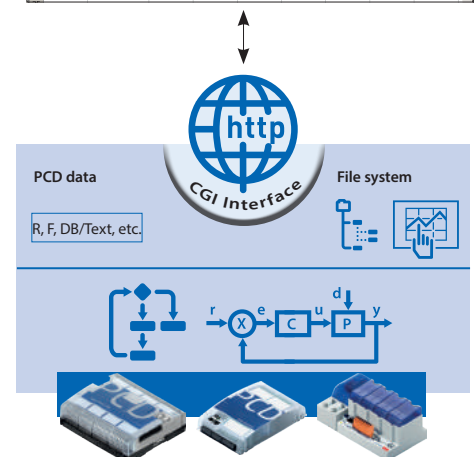 http
CGI Interface
PCD data
File system
R, F, DB/Text, etc.
r
X
e
C
u
d
P
y
PCD
PCD